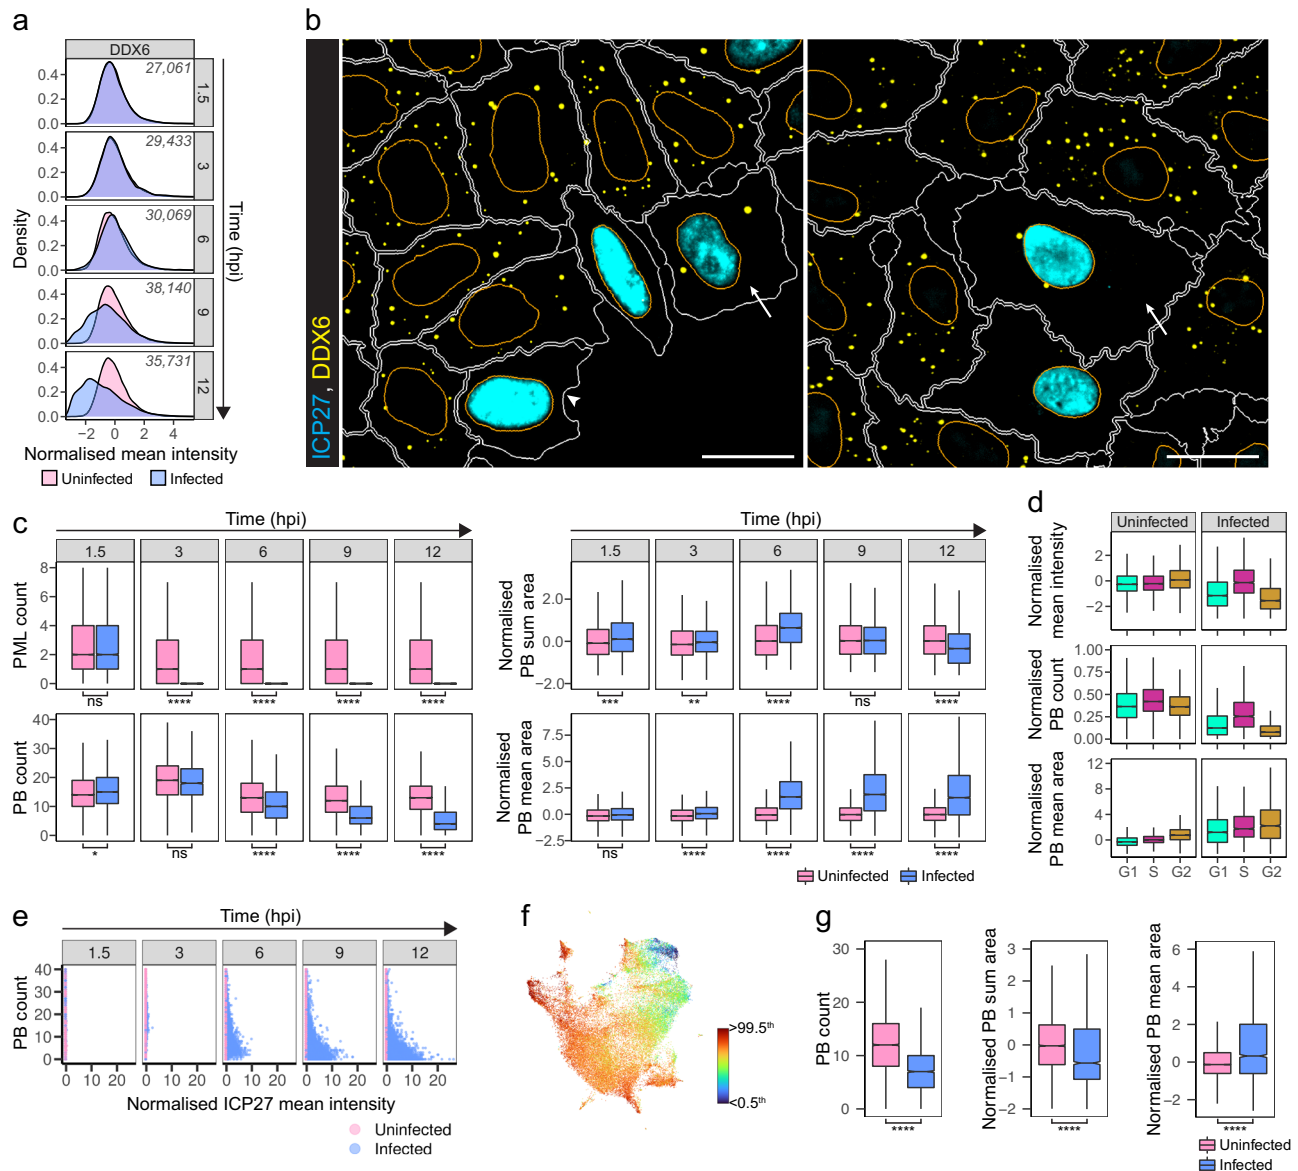 a
DDX6
27,061
1.5
29,433
3
30,069
6
38,140
9
35,731
12
0.4
0.2
0.0
0.4
0.2
0.0
0.4
0.2
0.0
0.4
0.2
0.0
0.4
0.2
0.0
Density
Time (hpi)
−2 0 2 4
Normalised mean intensity
Uninfected Infected
b
ICP27, DDX6
c
Time (hpi)
1.5 3 6 9 12
PML count
8
6
4
2
0
ns **** **** **** ****
PB count
40
30
20
10
0
* ns **** **** ****
Time (hpi)
1.5 3 6 9 12
Normalised
PB sum area
2.0
0.0
−2.0
*** ** **** ns ****
Normalised
PB mean area
7.5
5.0
2.5
0.0
−2.5
ns **** **** **** ****
Uninfected Infected
d
Uninfected Infected
Normalised
mean intensity
2
0
−2
Normalised
PB count
1.00
0.75
0.50
0.25
0.00
Normalised
PB mean area
12
8
4
0
G1 S G2 G1 S G2
e
Time (hpi)
1.5 3 6 9 12
PB count
40
30
20
10
0
0 10 20 0 10 20 0 10 20 0 10 20 0 10 20
Normalised ICP27 mean intensity
Uninfected
Infected
f
>99.5th
<0.5th
g
PB count
30
20
10
0
****
Normalised PB sum area
3
2
1
0
−1
−2
****
Normalised PB mean area
6
4
2
0
−2
****
Uninfected
Infected